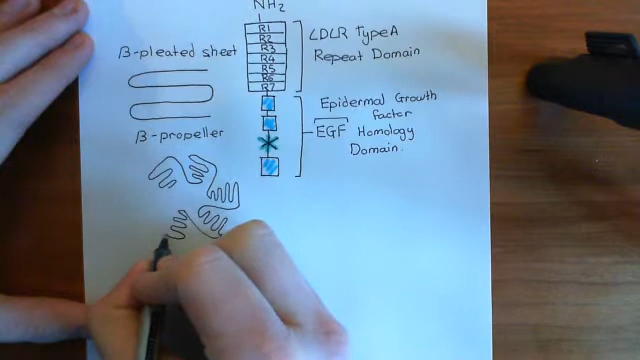 NH2
R1
R2
R3
R4
R5
R6
R7
LDLR Type A
Repeat Domain
β-pleated sheet
β-propeller
Epidermal Growth
factor
EGF Homology
Domain.